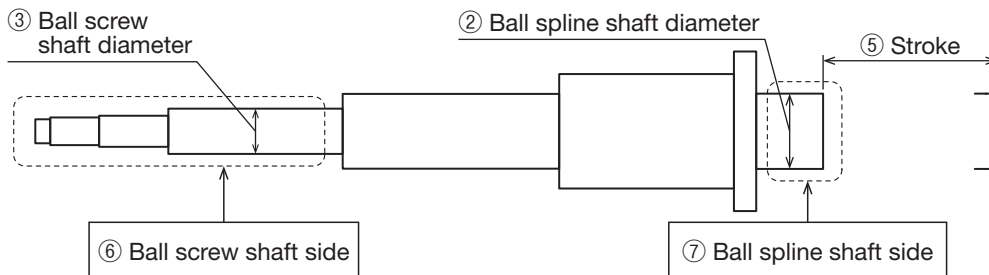 ③ Ball screw
shaft diameter
② Ball spline shaft diameter
⑤ Stroke
⑥ Ball screw shaft side
⑦ Ball spline shaft side